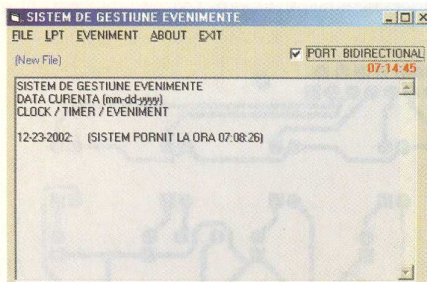 SISTEM DE GESTIUNE EVENIMENTE
FILE LPT EVENIMENT ABOUT EXIT
(New File)
PORT BIDIRECTIONAL
07:14:45
SISTEM DE GESTIUNE EVENIMENTE
DATA CURENTA (mm-dd-yyyy)
CLOCK / TIMER / EVENIMENT
12-23-2002: (SISTEM PORNIT LA ORA 07:08:26)